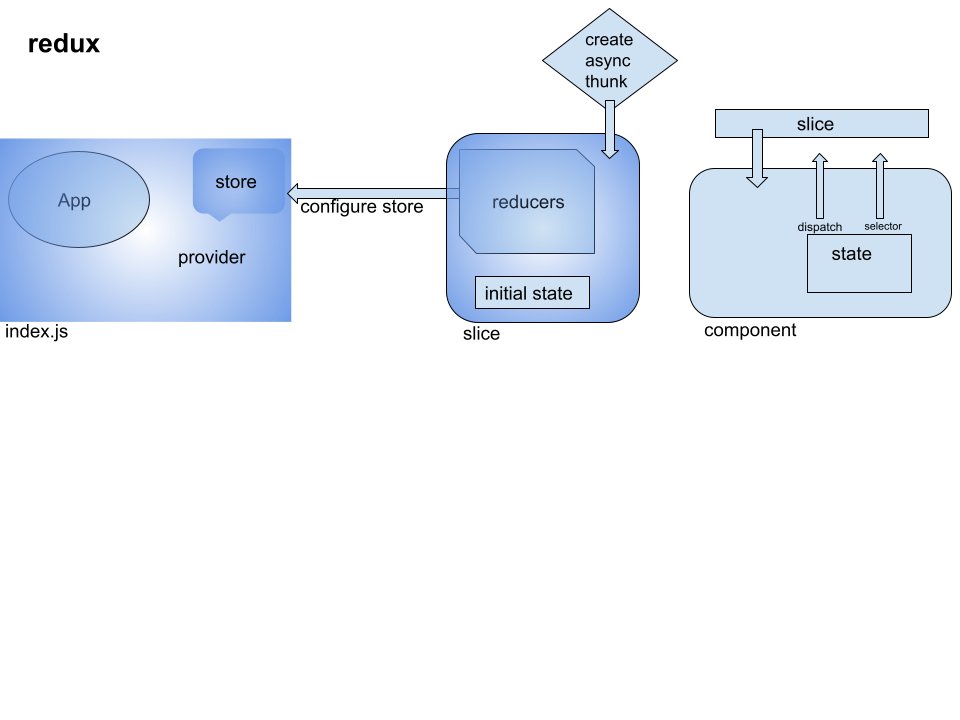 redux
create
async
thunk
slice
App
store
configure store
reducers
provider
initial state
dispatch
selector
state
index.js
slice
component